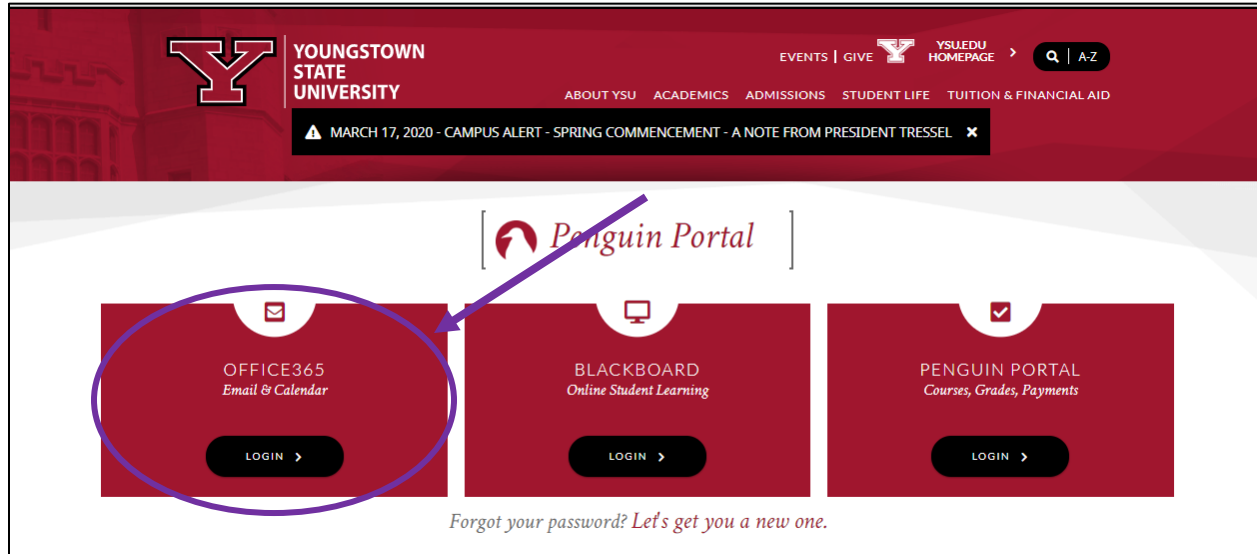 YOUNGSTOWN
STATE
UNIVERSITY
EVENTS | GIVE
YSU.EDU
HOMEPAGE
A-Z
ABOUT YSU ACADEMICS ADMISSIONS STUDENT LIFE TUITION & FINANCIAL AID
MARCH 17, 2020 - CAMPUS ALERT - SPRING COMMENCEMENT - A NOTE FROM PRESIDENT TRESSEL
Penguin Portal
OFFICE365
Email & Calendar
LOGIN
BLACKBOARD
Online Student Learning
LOGIN
PENGUIN PORTAL
Courses, Grades, Payments
LOGIN
Forgot your password? Let's get you a new one.